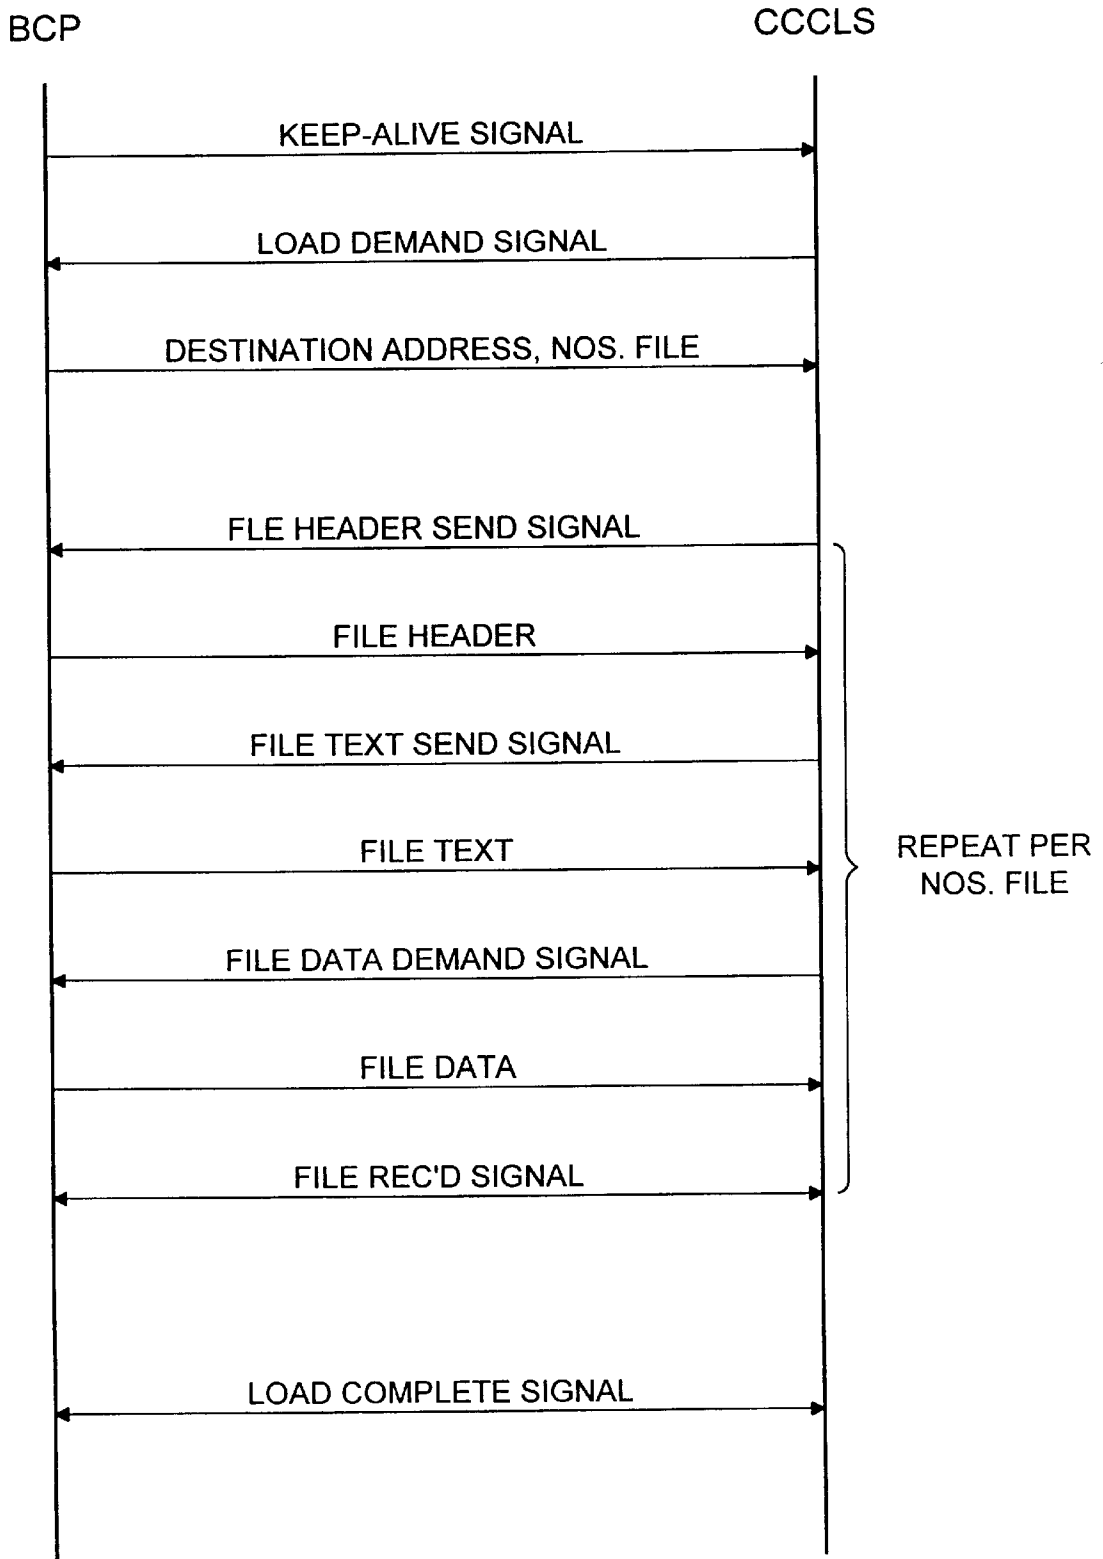 BCP
CCCLS
KEEP-ALIVE SIGNAL
LOAD DEMAND SIGNAL
DESTINATION ADDRESS, NOS. FILE
FLE HEADER SEND SIGNAL
FILE HEADER
FILE TEXT SEND SIGNAL
FILE TEXT
REPEAT PER
NOS. FILE
FILE DATA DEMAND SIGNAL
FILE DATA
FILE REC'D SIGNAL
LOAD COMPLETE SIGNAL